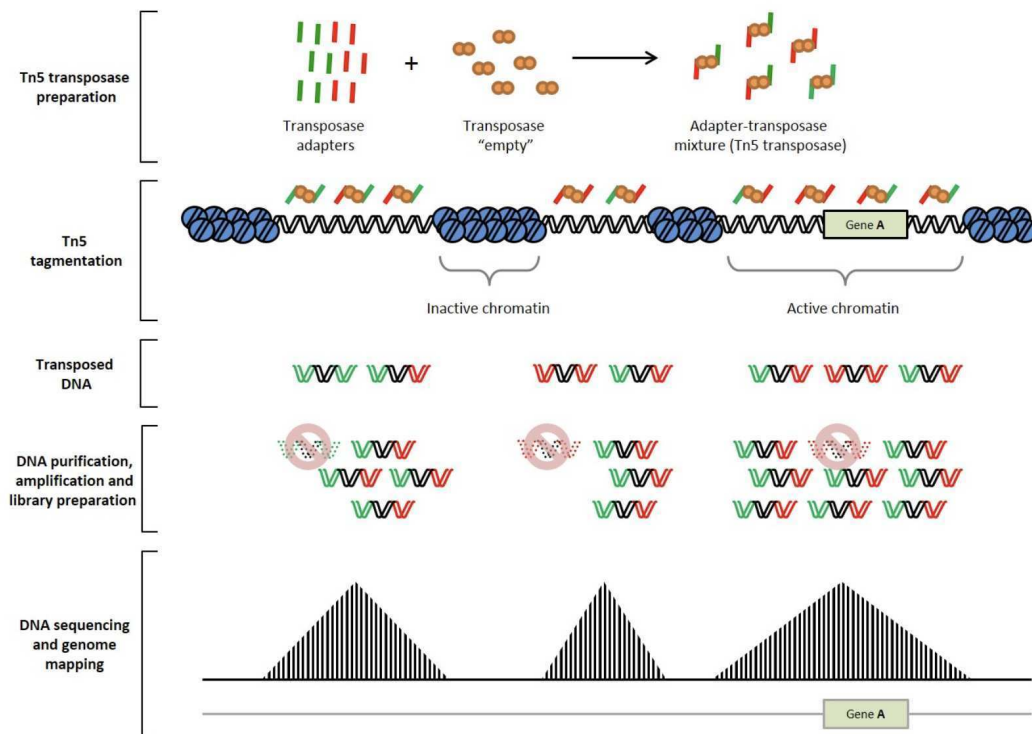 Tn5 transposase
preparation
+
Transposase
adapters
Transposase
"empty"
Adapter-transposase
mixture (Tn5 transposase)
Tn5
tagmentation
Gene A
Inactive chromatin
Active chromatin
Transposed
DNA
DNA purification,
amplification and
library preparation
DNA sequencing
and genome
mapping
Gene A